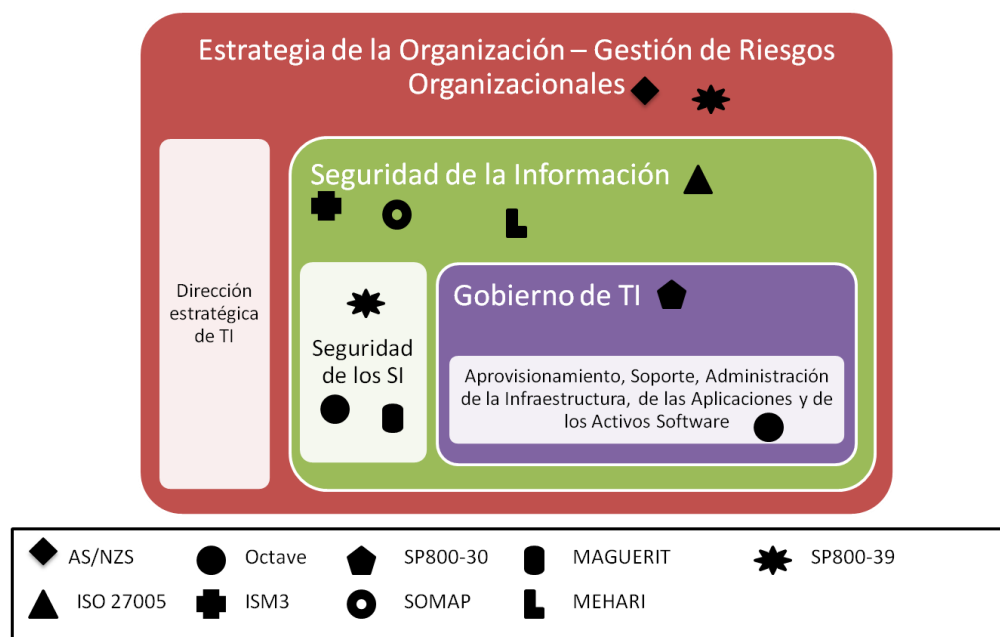 Estrategia de la Organización – Gestión de Riesgos
Organizacionales
Seguridad de la Información
Dirección
estratégica
de TI
Seguridad
de los SI
Gobierno de TI
Aprovisionamiento, Soporte, Administración
de la Infraestructura, de las Aplicaciones y de
los Activos Software
AS/NZS
Octave
SP800-30
MAGUERIT
SP800-39
ISO 27005
ISM3
SOMAP
MEHARI